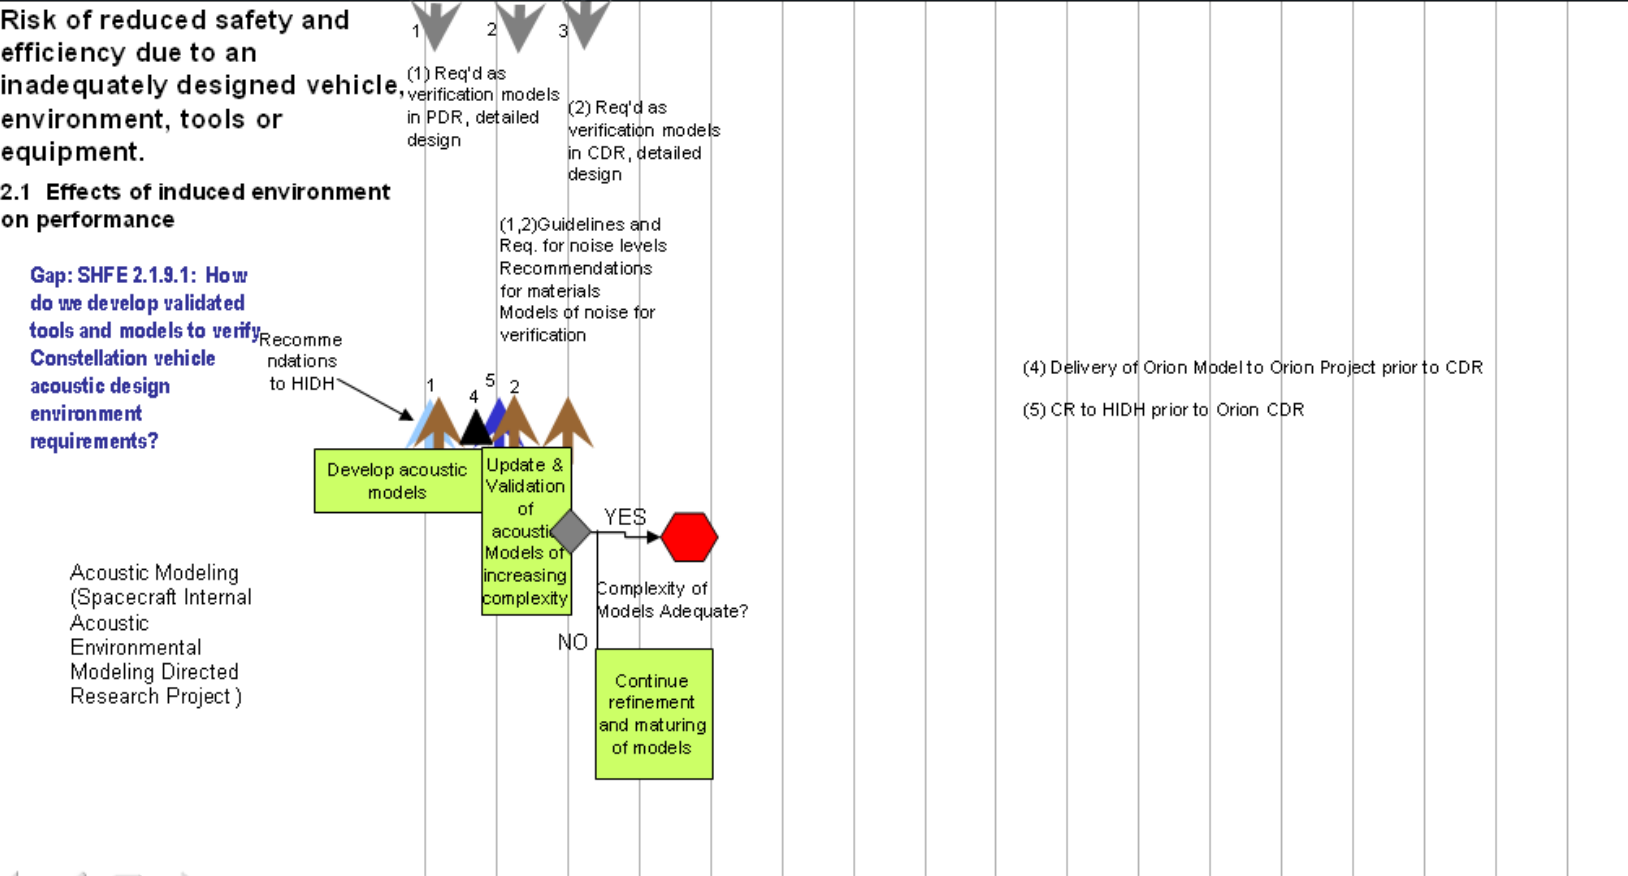 Risk of reduced safety and
efficiency due to an
inadequately designed vehicle,
environment, tools or
equipment.
2.1 Effects of induced environment
on performance
Gap: SHFE 2.1.9.1: How
do we develop validated
tools and models to verify
Constellation vehicle
acoustic design
environment
requirements?
Acoustic Modeling
(Spacecraft Internal
Acoustic
Environmental
Modeling Directed
Research Project )
1
2
3
(1) Req'd as
verification models
in PDR, detailed
design
(2) Req'd as
verification models
in CDR, detailed
design
(1,2)Guidelines and
Req. for noise levels
Recommendations
for materials
Models of noise for
verification
Recomme
ndations
to HIDH
1
4
5
2
Develop acoustic
models
Update &
Validation
of
acoustic
Models of
increasing
complexity
YES
Complexity of
Models Adequate?
NO
Continue
refinement
and maturing
of models
(4) Delivery of Orion Model to Orion Project prior to CDR
(5) CR to HIDH prior to Orion CDR